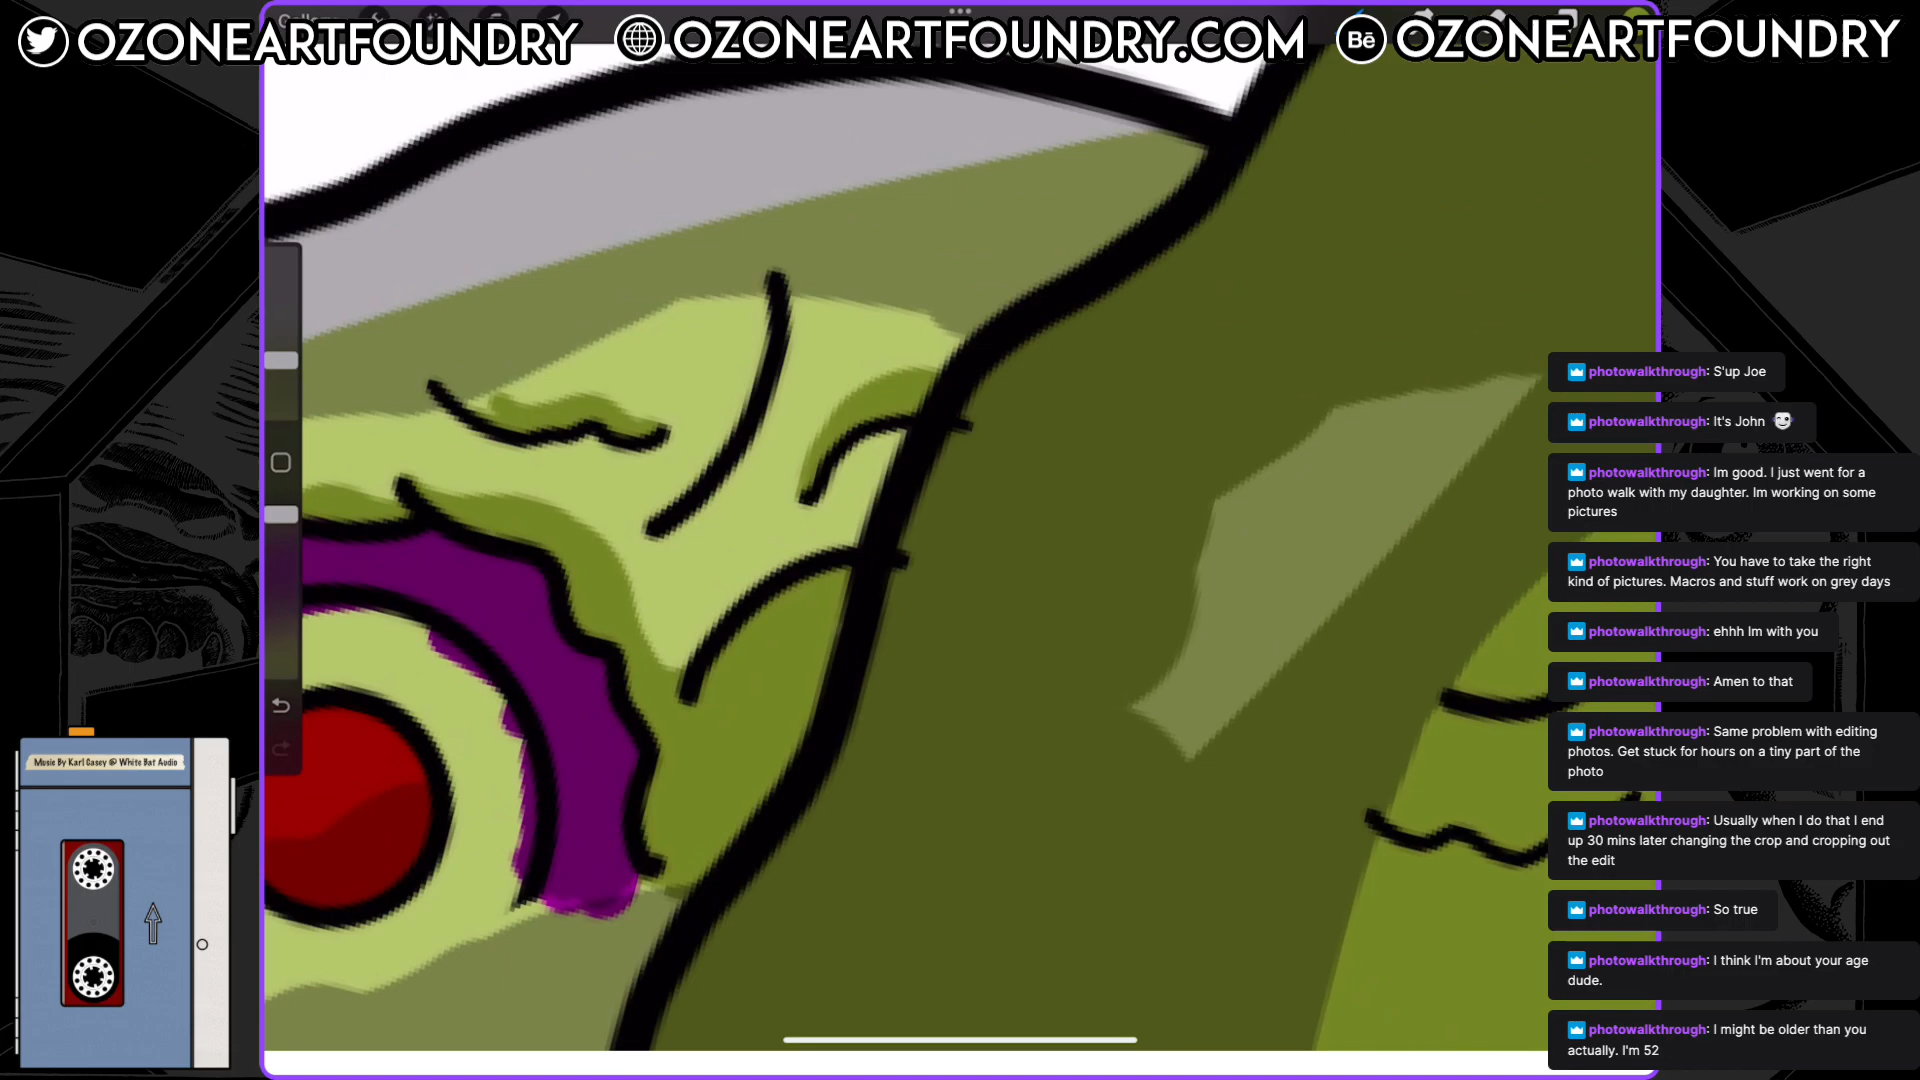 OZONEARTFOUNDRY
OZONEARTFOUNDRY.COM
Bē OZONEARTFOUNDRY
Gallery
photowalkthrough: S'up Joe
photowalkthrough: It's John
photowalkthrough: Im good. I just went for a
photo walk with my daughter. Im working on some
pictures
photowalkthrough: You have to take the right
kind of pictures. Macros and stuff work on grey days
photowalkthrough: ehhh Im with you
photowalkthrough: Amen to that
photowalkthrough: Same problem with editing
photos. Get stuck for hours on a tiny part of the
photo
photowalkthrough: Usually when I do that I end
up 30 mins later changing the crop and cropping out
the edit
photowalkthrough: So true
photowalkthrough: I think I'm about your age
dude.
photowalkthrough: I might be older than you
actually. I'm 52
Music By Karl Casey @ White Bat Audio